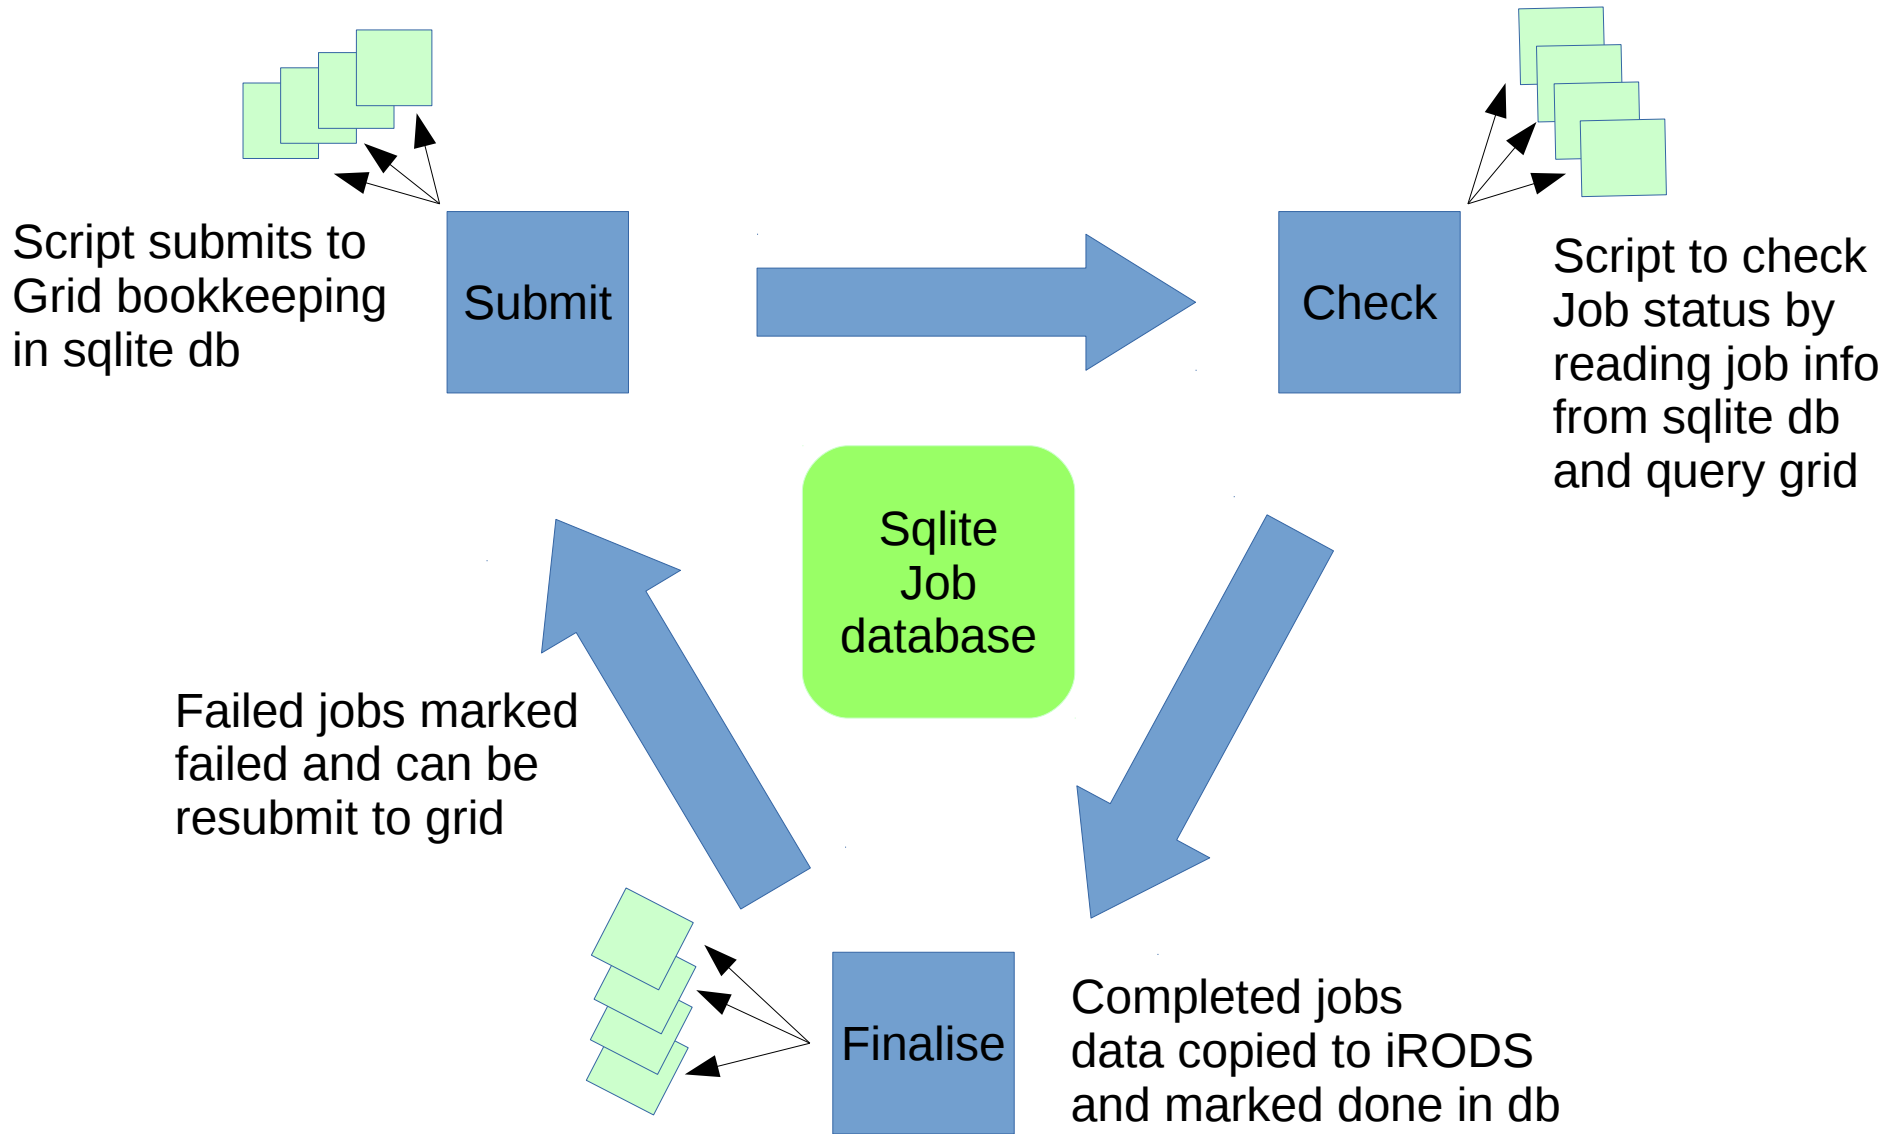 Script submits to
Grid bookkeeping
in sqlite db
Submit
Check
Script to check
Job status by
reading job info
from sqlite db
and query grid
Sqlite
Job
database
Failed jobs marked
failed and can be
resubmit to grid
Finalise
Completed jobs
data copied to iRODS
and marked done in db